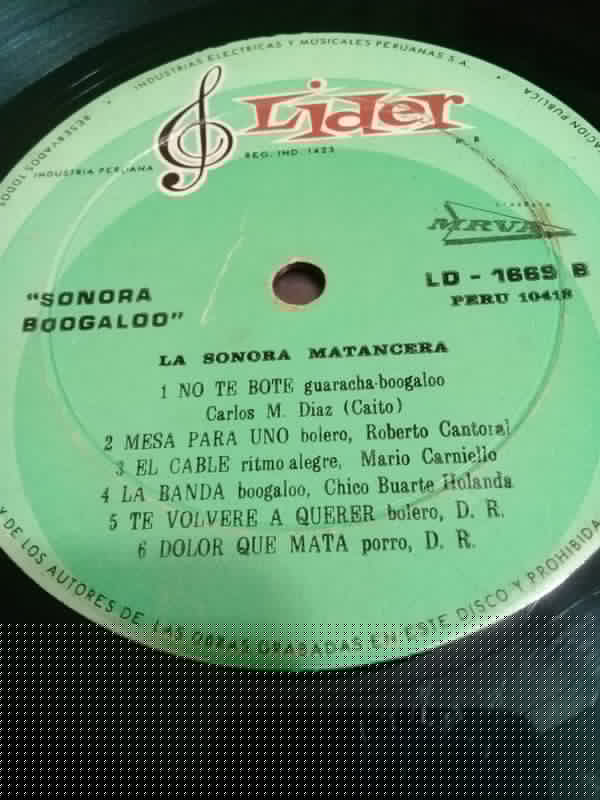 INDUSTRIAS ELECTRICAS Y MUSICALES PERUANAS S.A.
Lider
REG. IND. 1423
INDUSTRIA PERUANA
RESERVADOS TODOS
MRVA
LD - 1669 B
PERU 10418
"SONORA
BOOGALOO"
LA SONORA MATANCERA
1 NO TE BOTE guaracha-boogaloo
Carlos M. Diaz (Caito)
2 MESA PARA UNO bolero, Roberto Cantoral
3 EL CABLE ritmo alegre, Mario Carniello
4 LA BANDA boogaloo, Chico Buarte Holanda
5 TE VOLVERE A QUERER bolero, D. R.
6 DOLOR QUE MATA porro, D. R.
Y DE LOS AUTORES DE LAS OBRAS GRABADAS EN ESTE DISCO Y PROHIBIDA
PUBLICA